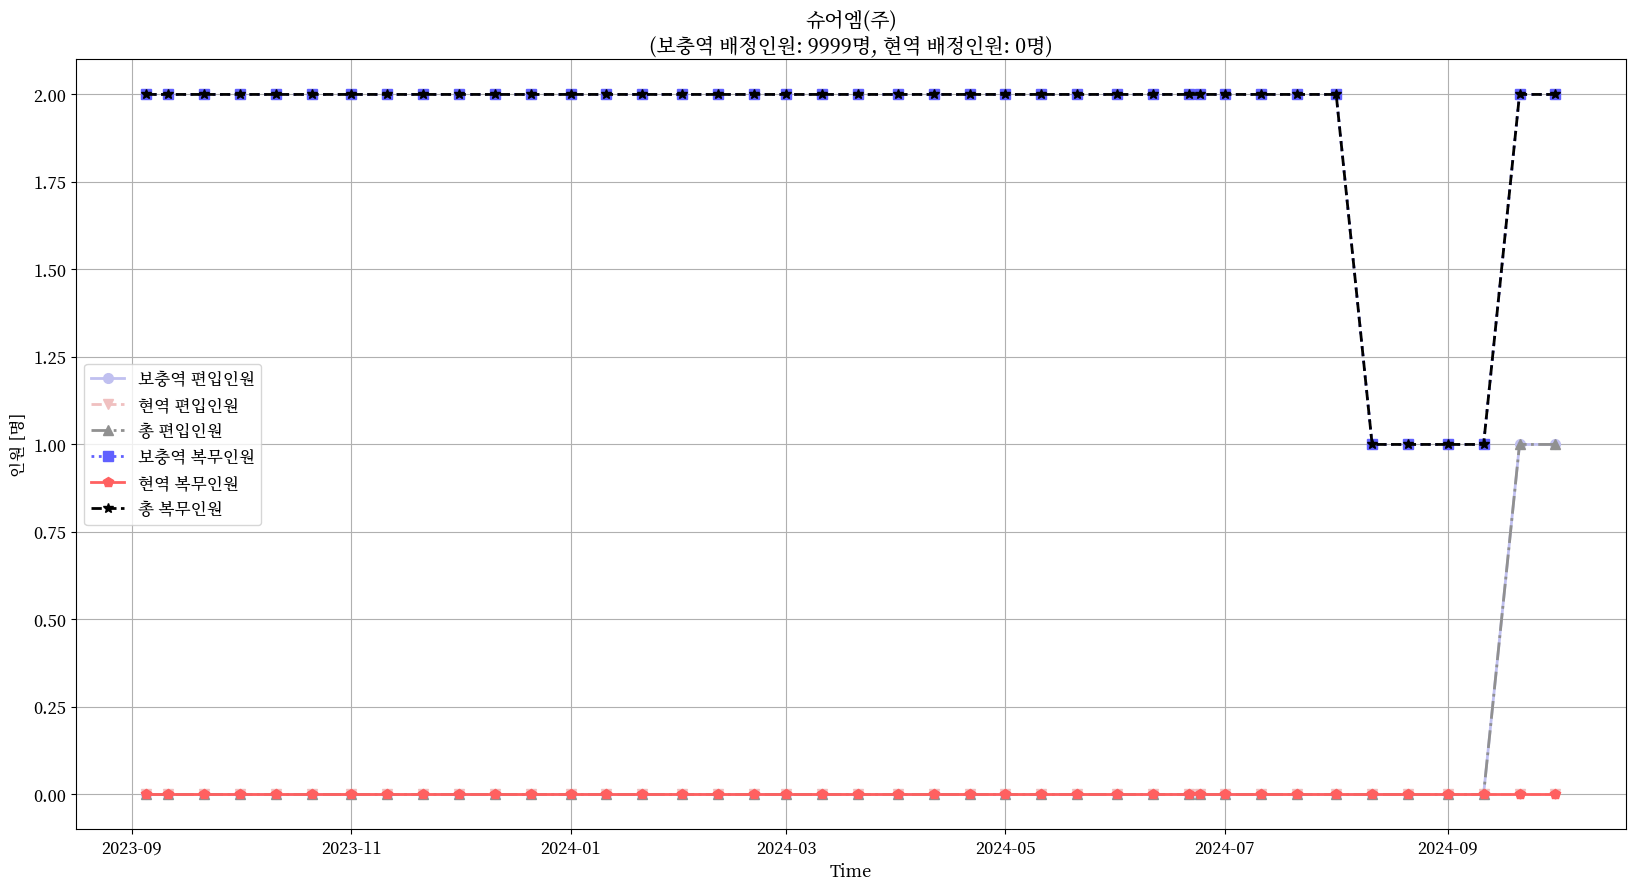 슈어엠(주)
(보충역 배정인원: 9999명, 현역 배정인원: 0명)
2.00
1.75
1.50
1.25
1.00
0.75
0.50
0.25
0.00
인원 [명]
보충역 편입인원
현역 편입인원
총 편입인원
보충역 복무인원
현역 복무인원
총 복무인원
2023-09
2023-11
2024-01
2024-03
2024-05
2024-07
2024-09
Time